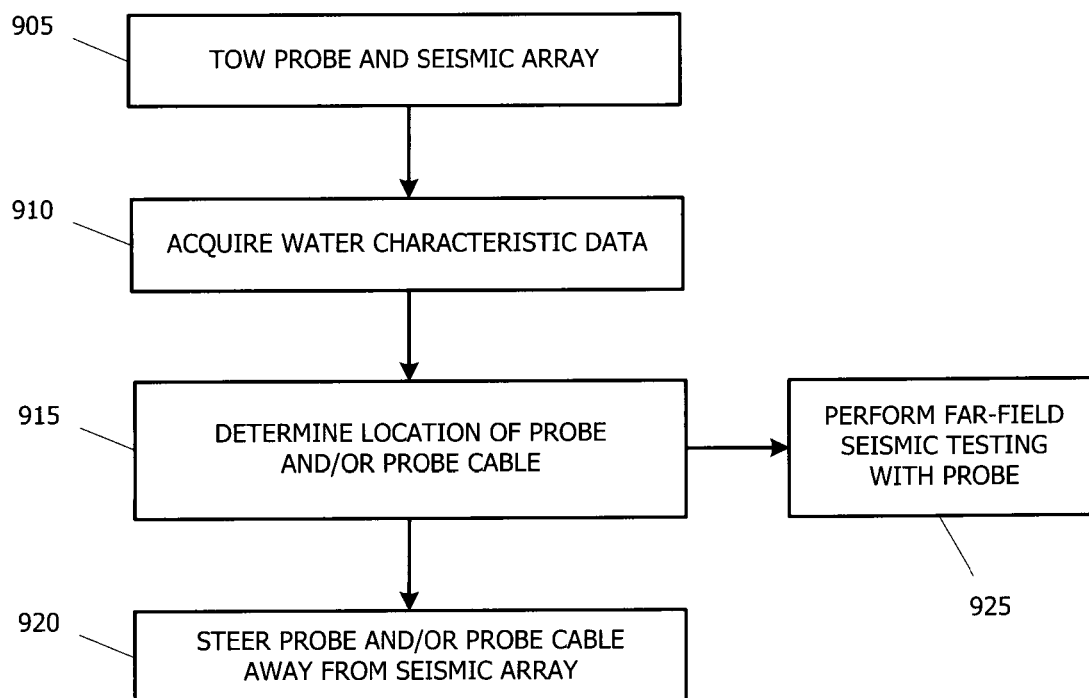 905
TOW PROBE AND SEISMIC ARRAY
910
ACQUIRE WATER CHARACTERISTIC DATA
915
DETERMINE LOCATION OF PROBE
AND/OR PROBE CABLE
PERFORM FAR-FIELD
SEISMIC TESTING
WITH PROBE
925
920
STEER PROBE AND/OR PROBE CABLE
AWAY FROM SEISMIC ARRAY